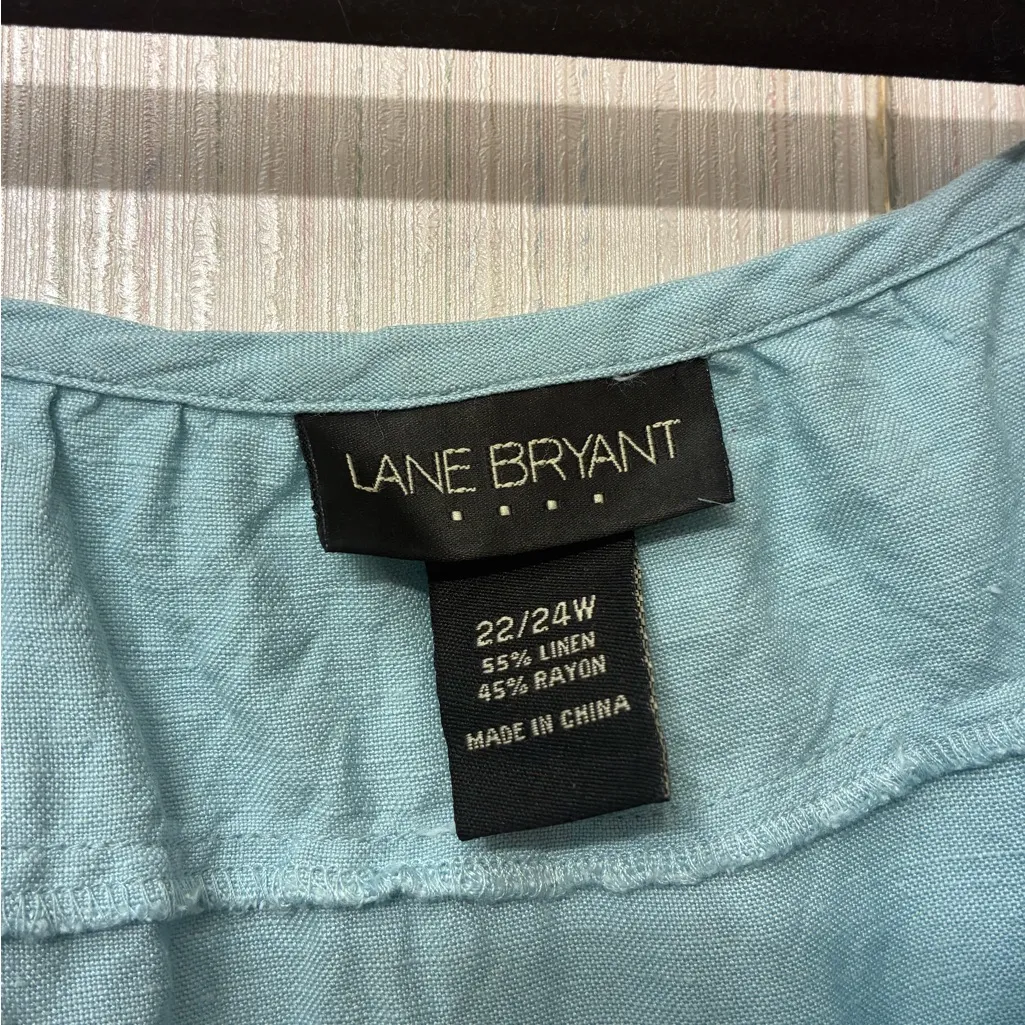 LANE BRYANT
22/24W
55% LINEN
45% RAYON
MADE IN CHINA